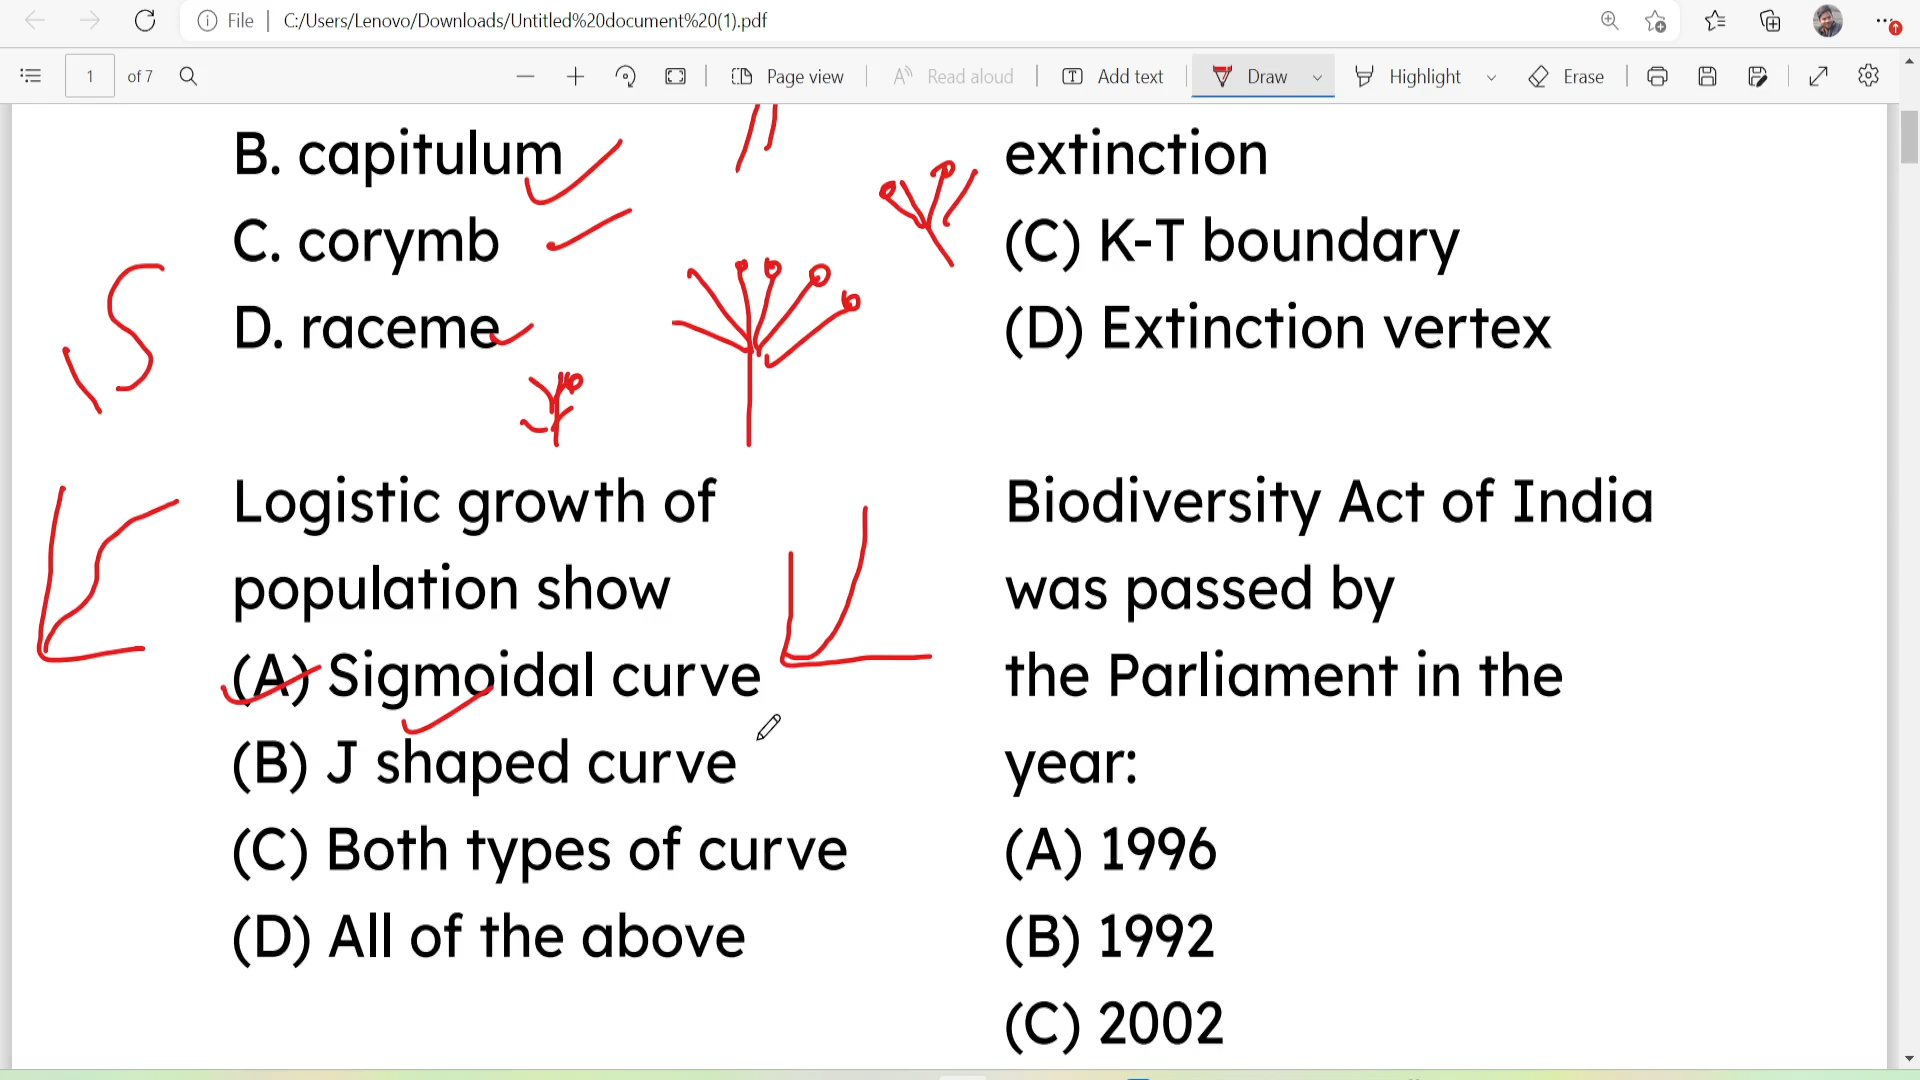 File
C:/Users/Lenovo/Downloads/Untitled%20document%20(1).pdf
1 of 7
Page view
Read aloud
Add text
Draw
Highlight
Erase
B. capitulum
C. corymb
D. raceme
S
Logistic growth of
population show
(A) Sigmoidal curve
(B) J shaped curve
(C) Both types of curve
(D) All of the above
extinction
(C) K-T boundary
(D) Extinction vertex
Biodiversity Act of India
was passed by
the Parliament in the
year:
(A) 1996
(B) 1992
(C) 2002